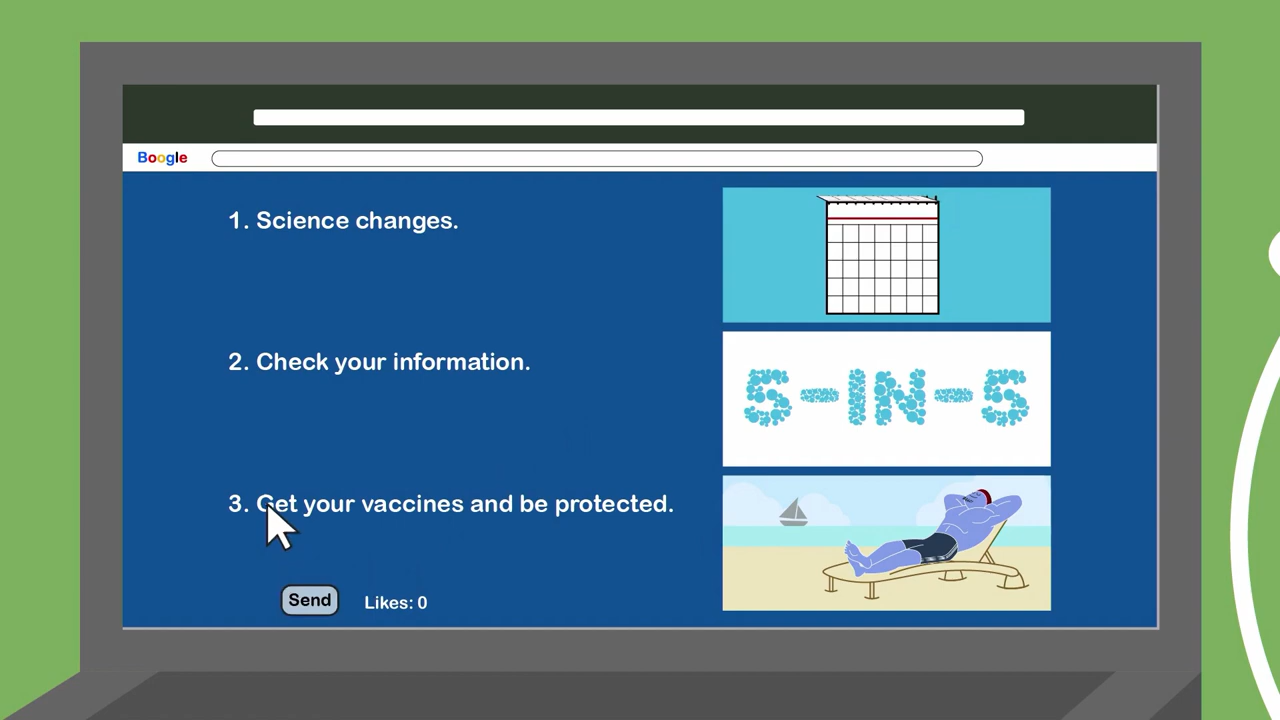 Boogle
1. Science changes.
2. Check your information.
5-IN-5
3. Get your vaccines and be protected.
Send
Likes: 0